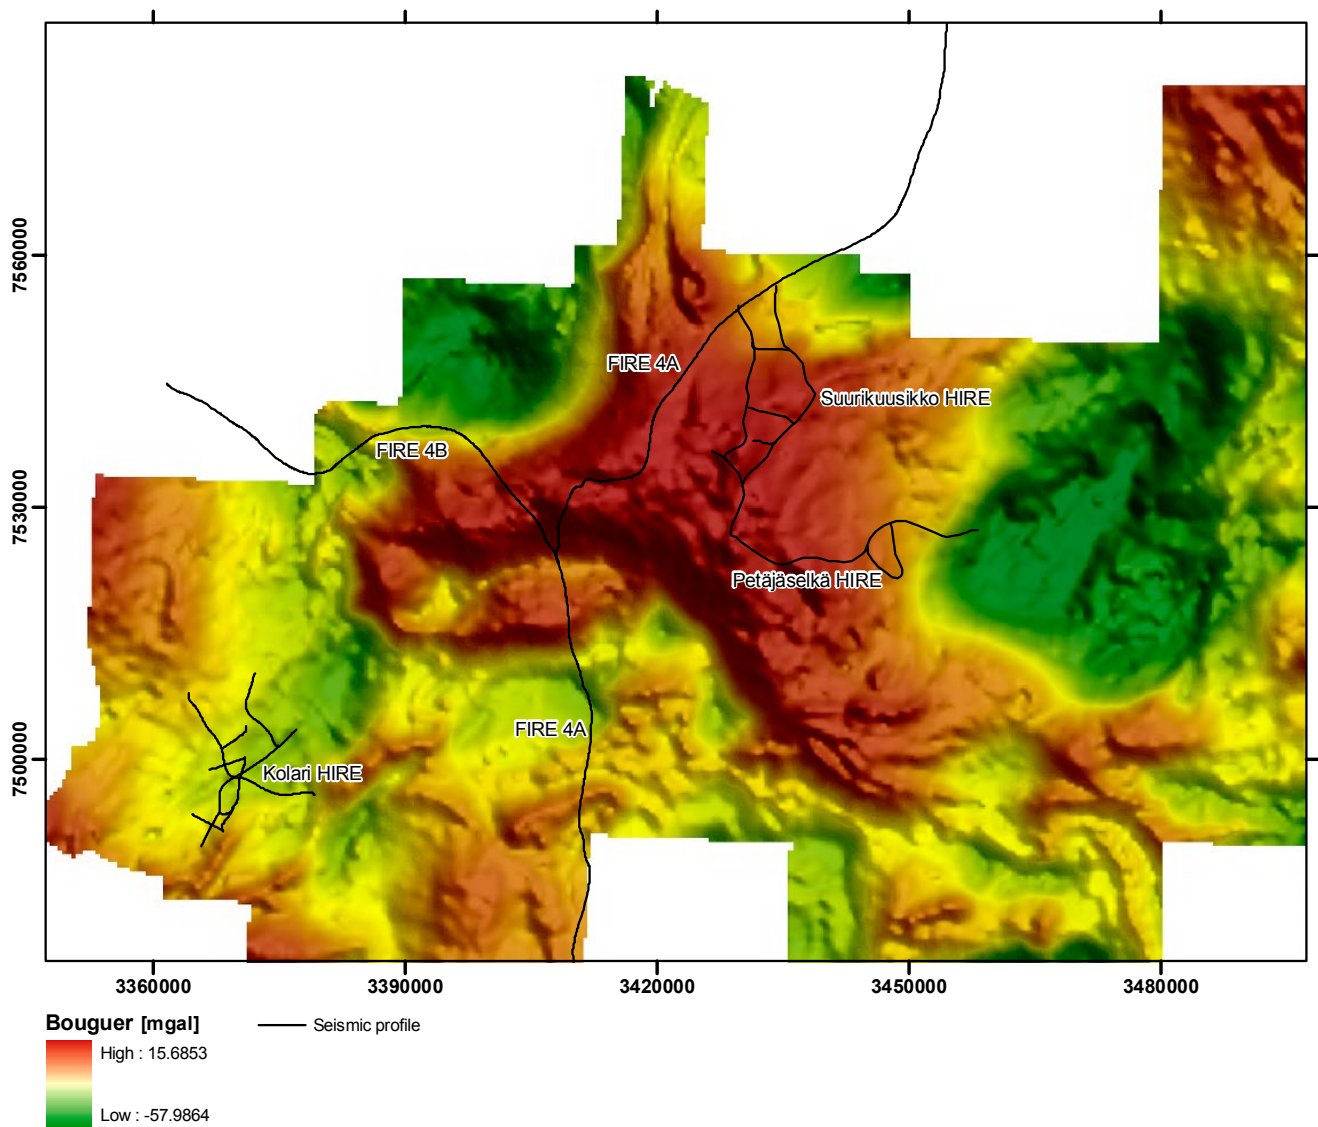 7560000
7530000
7500000
FIRE 4A
Suurikuusikko HIRE
FIRE 4B
Petäjäselkä HIRE
FIRE 4A
Kolari HIRE
3360000
3390000
3420000
3450000
3480000
Bouguer [mgal]
Seismic profile
High : 15.6853
Low : -57.9864